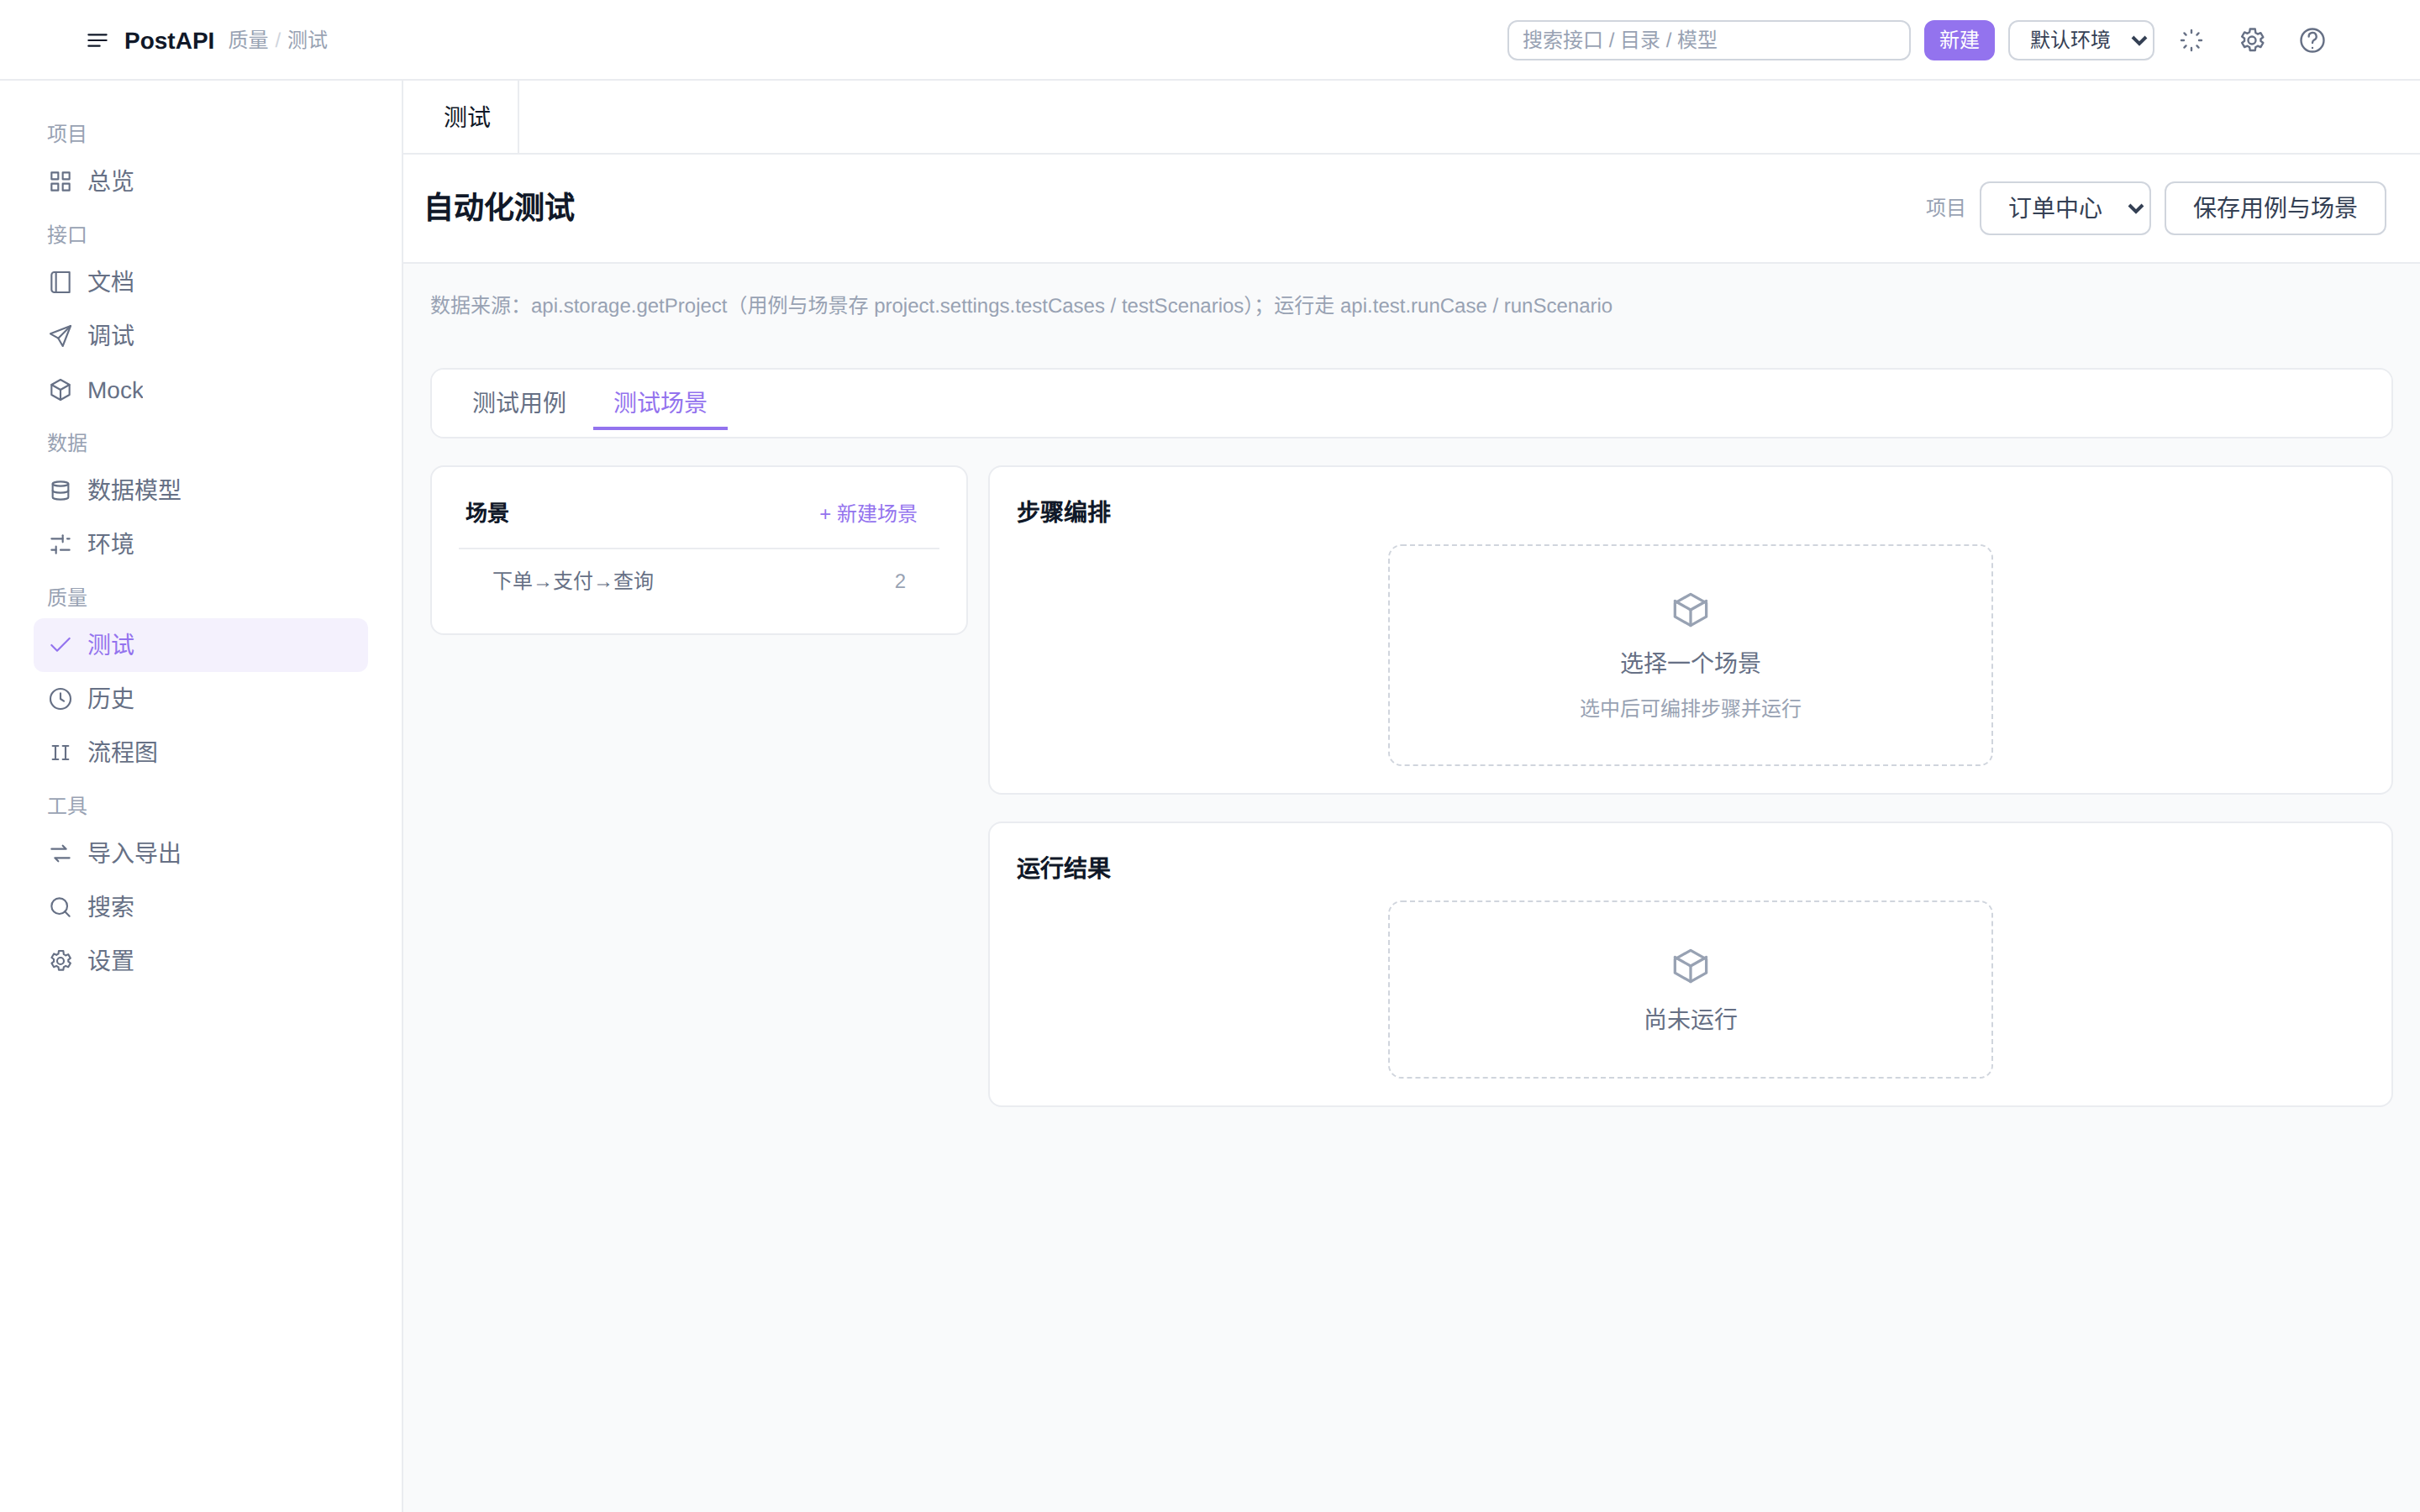 PostAPI 质量 / 测试
搜索接口 / 目录 / 模型
新建
默认环境
项目
总览
接口
文档
调试
Mock
数据
数据模型
环境
质量
测试
历史
流程图
工具
导入导出
搜索
设置
测试
自动化测试
项目
订单中心
保存用例与场景
数据来源：api.storage.getProject（用例与场景存 project.settings.testCases / testScenarios）；运行走 api.test.runCase / runScenario
测试用例
测试场景
场景
+ 新建场景
下单→支付→查询
2
步骤编排
选择一个场景
选中后可编排步骤并运行
运行结果
尚未运行